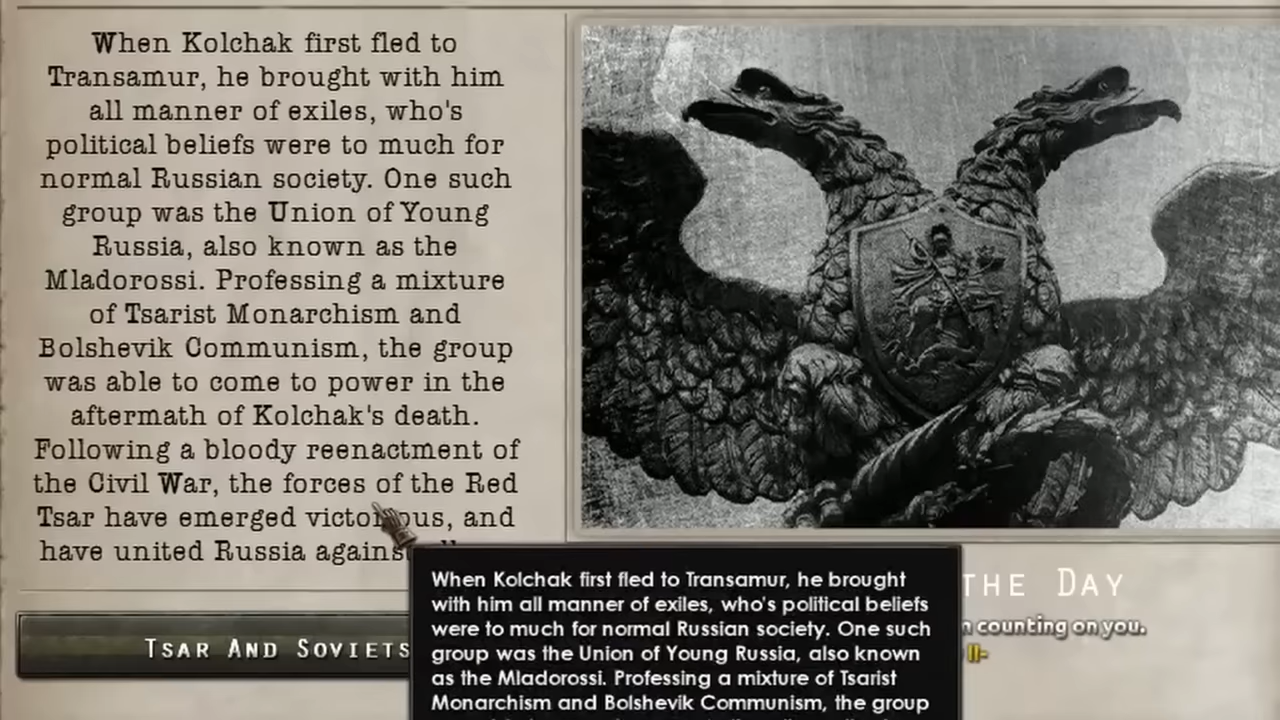 When Kolchak first fled to
Transamur, he brought with him
all manner of exiles, who's
political beliefs were to much for
normal Russian society. One such
group was the Union of Young
Russia, also known as the
Mladorossi. Professing a mixture
of Tsarist Monarchism and
Bolshevik Communism, the group
was able to come to power in the
aftermath of Kolchak's death.
Following a bloody reenactment of
the Civil War, the forces of the Red
Tsar have emerged victorious, and
have united Russia against
TSAR AND SOVIETS
THE DAY
counting on you.
When Kolchak first fled to Transamur, he brought
with him all manner of exiles, who's political beliefs
were to much for normal Russian society. One such
group was the Union of Young Russia, also known
as the Mladorossi. Professing a mixture of Tsarist
Monarchism and Bolshevik Communism, the group